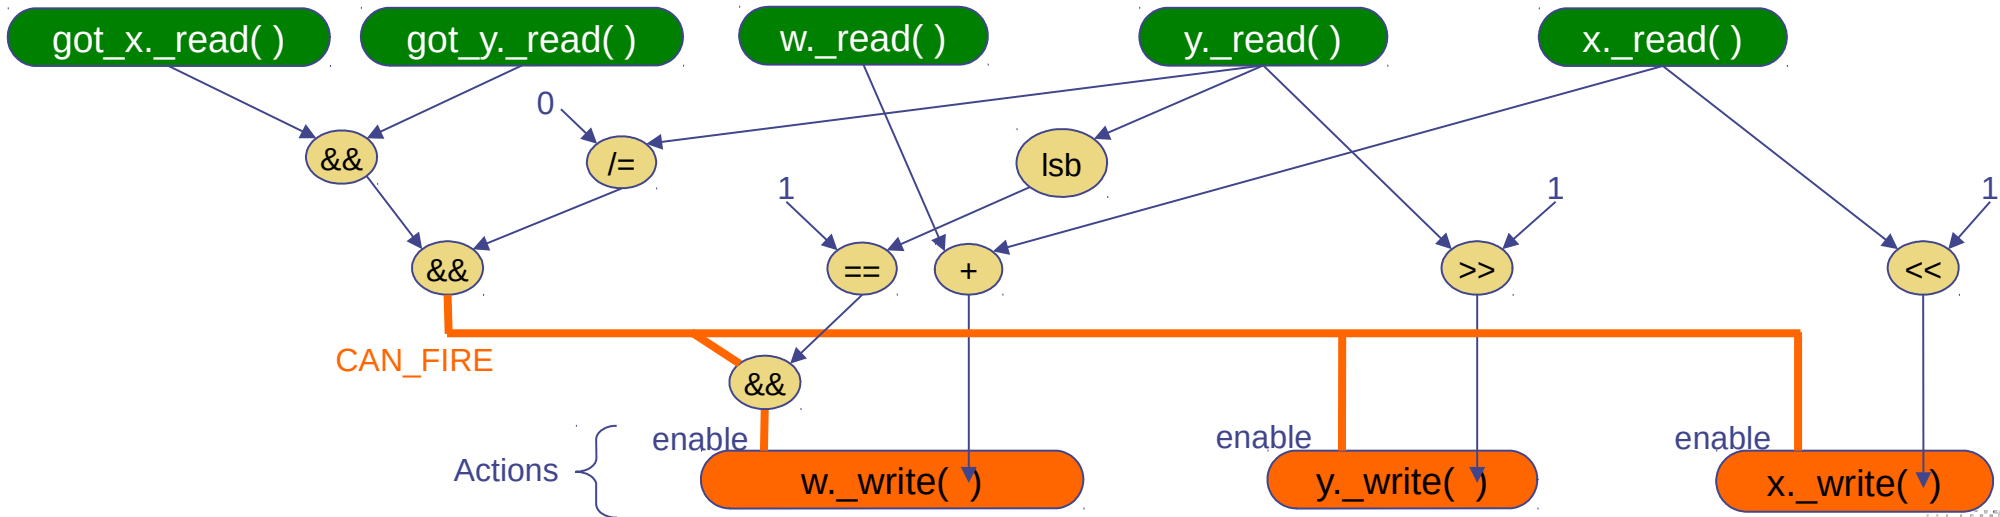 got_x._read( )
got_y._read( )
w._read( )
y._read( )
x._read( )
0
&&
/=
lsb
1
1
1
&&
==
+
>>
<<
CAN_FIRE
&&
Actions
enable
enable
enable
w._write( )
y._write( )
x._write( )